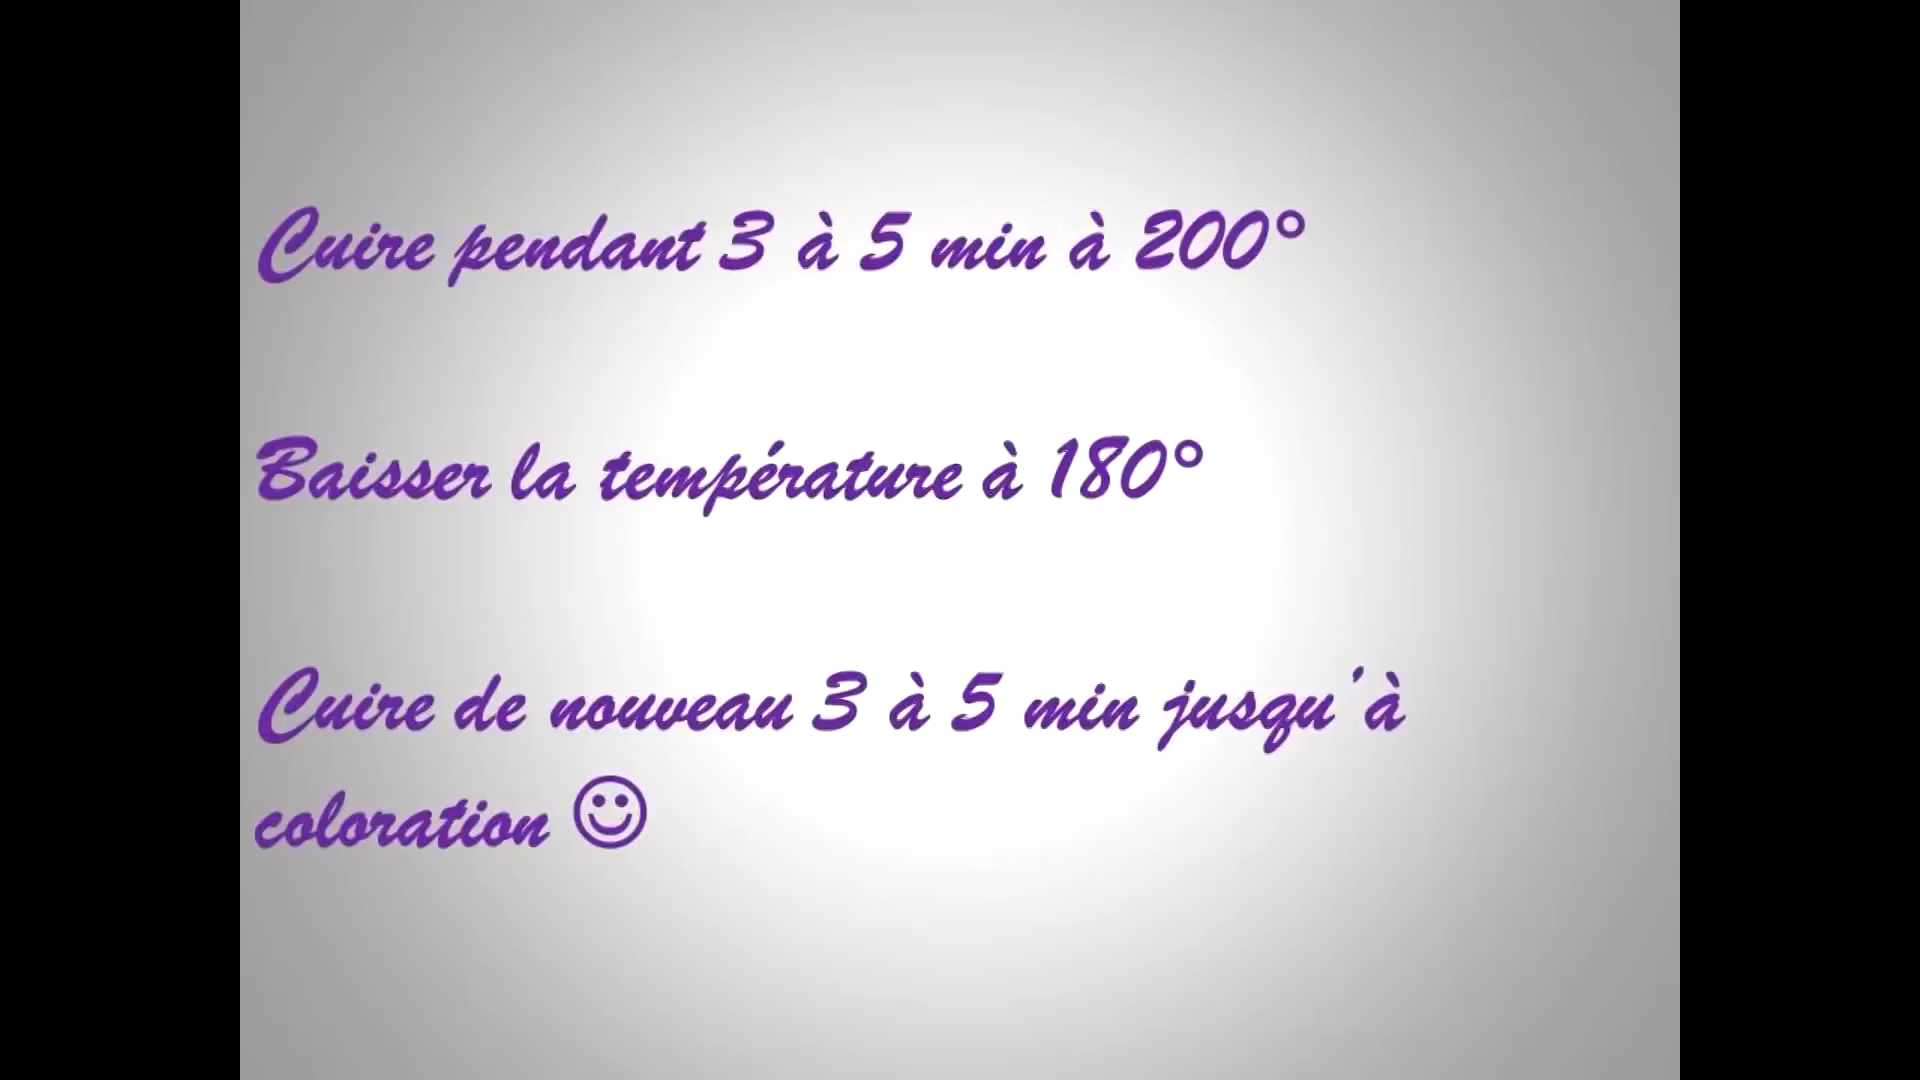 Cuire pendant 3 à 5 min à 200°
Baisser la température à 180°
Cuire de nouveau 3 à 5 min jusqu'à
coloration ☺